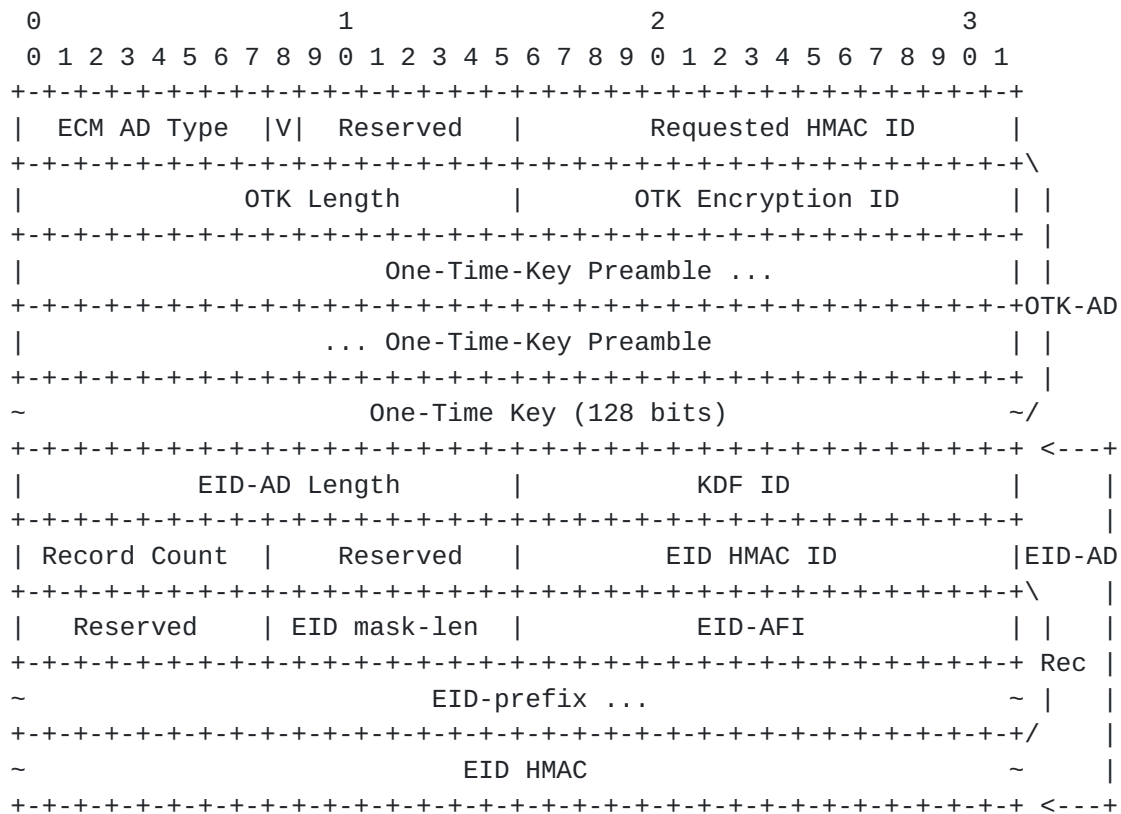 0                   1                   2                   3
 0 1 2 3 4 5 6 7 8 9 0 1 2 3 4 5 6 7 8 9 0 1 2 3 4 5 6 7 8 9 0 1
+-+-+-+-+-+-+-+-+-+-+-+-+-+-+-+-+-+-+-+-+-+-+-+-+-+-+-+-+-+-+-+-+
|  ECM AD Type  |V|  Reserved   |        Requested HMAC ID      |
+-+-+-+-+-+-+-+-+-+-+-+-+-+-+-+-+-+-+-+-+-+-+-+-+-+-+-+-+-+-+-+-+\
|              OTK Length       |       OTK Encryption ID       | |
+-+-+-+-+-+-+-+-+-+-+-+-+-+-+-+-+-+-+-+-+-+-+-+-+-+-+-+-+-+-+-+-+ |
|                       One-Time-Key Preamble ...               | |
+-+-+-+-+-+-+-+-+-+-+-+-+-+-+-+-+-+-+-+-+-+-+-+-+-+-+-+-+-+-+-+-+OTK-AD
|                   ... One-Time-Key Preamble                   | |
+-+-+-+-+-+-+-+-+-+-+-+-+-+-+-+-+-+-+-+-+-+-+-+-+-+-+-+-+-+-+-+-+ |
~                      One-Time Key (128 bits)                  ~/
+-+-+-+-+-+-+-+-+-+-+-+-+-+-+-+-+-+-+-+-+-+-+-+-+-+-+-+-+-+-+-+-+ <---+
|           EID-AD Length       |           KDF ID              |     |
+-+-+-+-+-+-+-+-+-+-+-+-+-+-+-+-+-+-+-+-+-+-+-+-+-+-+-+-+-+-+-+-+     |
| Record Count  |    Reserved   |         EID HMAC ID           |EID-AD
+-+-+-+-+-+-+-+-+-+-+-+-+-+-+-+-+-+-+-+-+-+-+-+-+-+-+-+-+-+-+-+-+\    |
|   Reserved    | EID mask-len  |           EID-AFI             | |   |
+-+-+-+-+-+-+-+-+-+-+-+-+-+-+-+-+-+-+-+-+-+-+-+-+-+-+-+-+-+-+-+-+ Rec |
~                          EID-prefix ...                       ~ |   |
+-+-+-+-+-+-+-+-+-+-+-+-+-+-+-+-+-+-+-+-+-+-+-+-+-+-+-+-+-+-+-+-+/    |
~                            EID HMAC                           ~     |
+-+-+-+-+-+-+-+-+-+-+-+-+-+-+-+-+-+-+-+-+-+-+-+-+-+-+-+-+-+-+-+-+ <---+